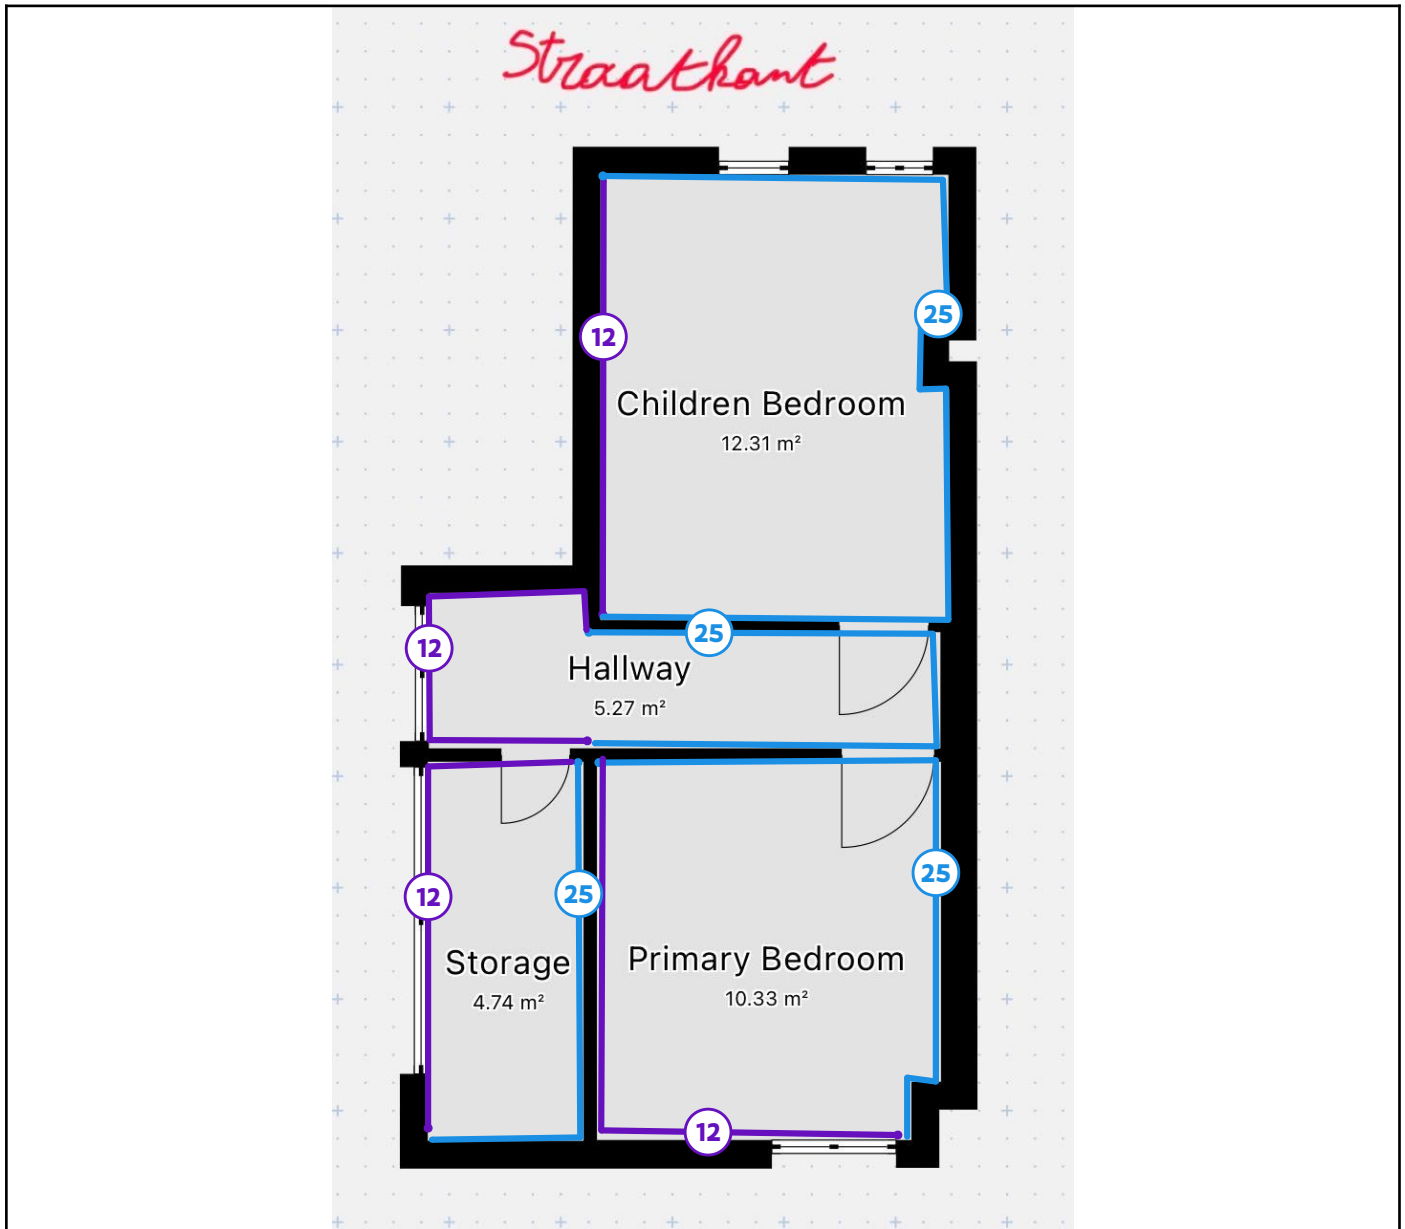 Straatkant
25
12
Children Bedroom
12.31 m²
25
12
Hallway
5.27 m²
25
12
25
Storage
4.74 m²
Primary Bedroom
10.33 m²
12